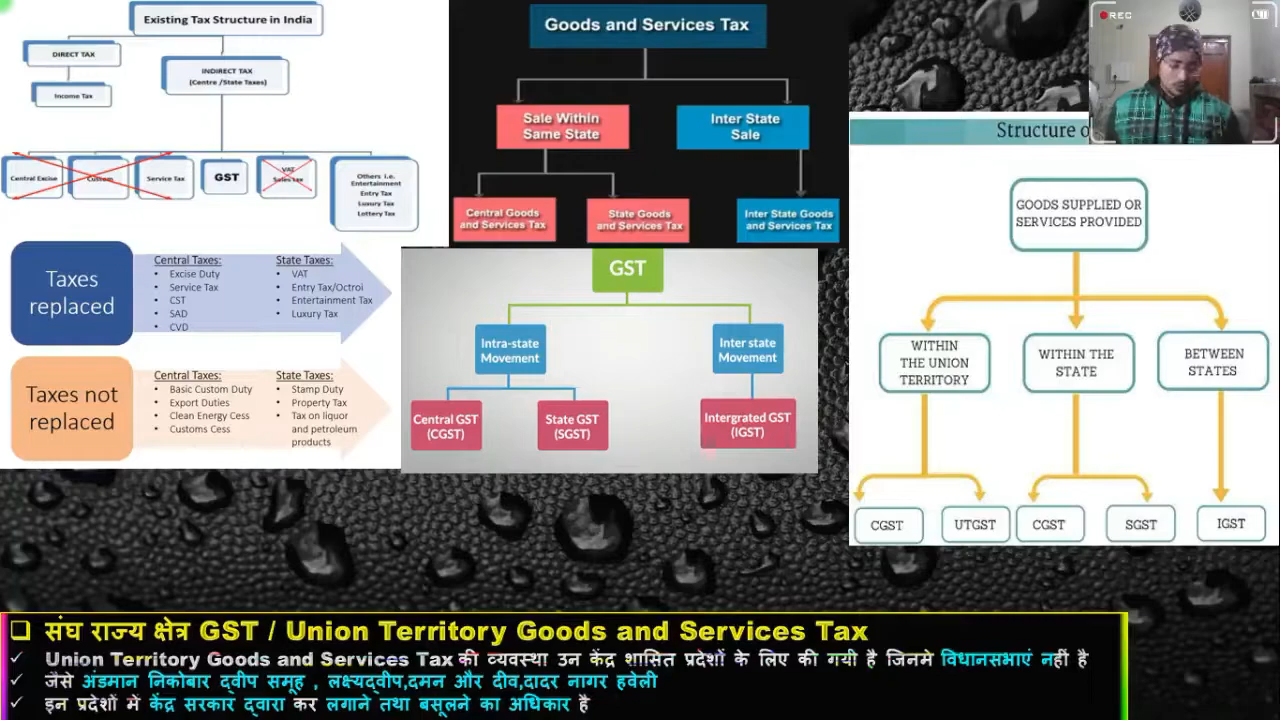 Existing Tax Structure in India
DIRECT TAX
INDIRECT TAX
(Centre /State Taxes)
Income Tax
Central Excise
Custom
Service Tax
GST
VAT
Sales tax
Others i.e.
Entertainment
Entry Tax
Luxury Tax
Lottery Tax
Taxes
replaced
Central Taxes:
• Excise Duty
• Service Tax
• CST
• SAD
• CVD
State Taxes:
• VAT
• Entry Tax/Octroi
• Entertainment Tax
• Luxury Tax
Taxes not
replaced
Central Taxes:
• Basic Custom Duty
• Export Duties
• Clean Energy Cess
• Customs Cess
State Taxes:
• Stamp Duty
• Property Tax
• Tax on liquor
and petroleum
products
Goods and Services Tax
Sale Within
Same State
Inter State
Sale
Central Goods
and Services Tax
State Goods
and Services Tax
Inter State Goods
and Services Tax
GST
Intra-state
Movement
Inter state
Movement
Central GST
(CGST)
State GST
(SGST)
Intergrated GST
(IGST)
REC
Structure o
GOODS SUPPLIED OR
SERVICES PROVIDED
WITHIN
THE UNION
TERRITORY
WITHIN THE
STATE
BETWEEN
STATES
CGST
UTGST
CGST
SGST
IGST
❑ संघ राज्य क्षेत्र GST / Union Territory Goods and Services Tax
✓ Union Territory Goods and Services Tax की व्यवस्था उन केंद्र शासित प्रदेशों के लिए की गयी है जिनमे विधानसभाएं नहीं है
✓ जैसे अंडमान निकोबार द्वीप समूह , लक्ष्यद्वीप,दमन और दीव,दादर नागर हवेली
✓ इन प्रदेशों में केंद्र सरकार द्वारा कर लगाने तथा बसूलने का अधिकार है